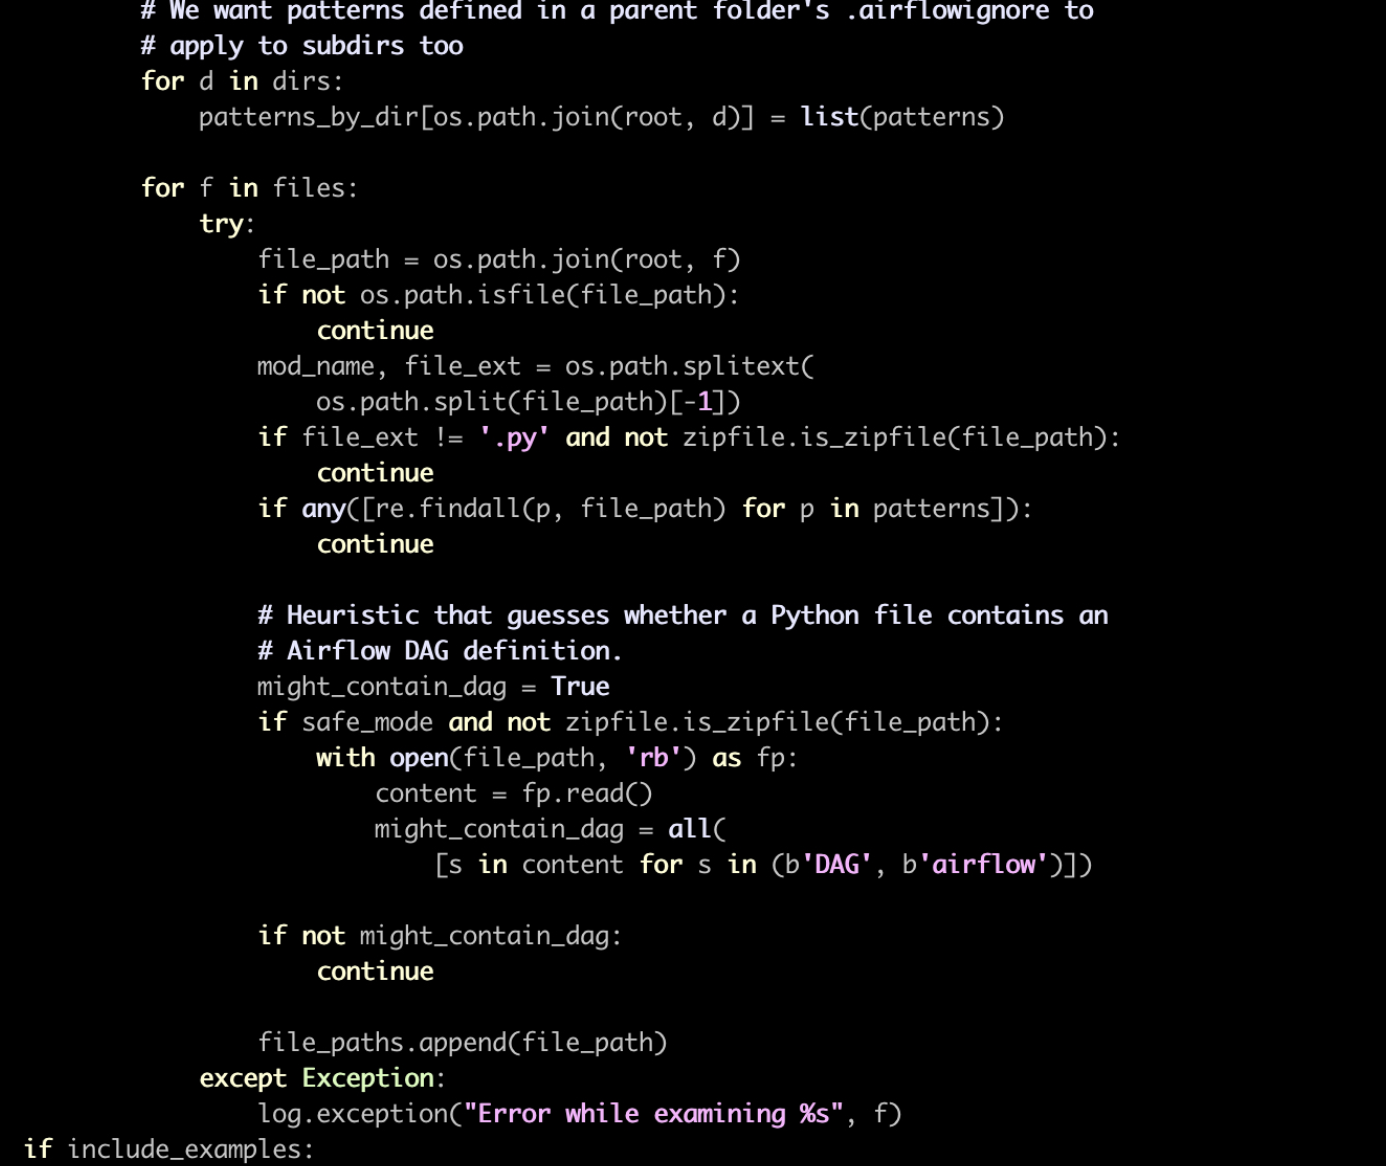 # We want patterns defined in a parent folder's .airflowignore to
        # apply to subdirs too
        for d in dirs:
            patterns_by_dir[os.path.join(root, d)] = list(patterns)

        for f in files:
            try:
                file_path = os.path.join(root, f)
                if not os.path.isfile(file_path):
                    continue
                mod_name, file_ext = os.path.splitext(
                    os.path.split(file_path)[-1])
                if file_ext != '.py' and not zipfile.is_zipfile(file_path):
                    continue
                if any([re.findall(p, file_path) for p in patterns]):
                    continue

                # Heuristic that guesses whether a Python file contains an
                # Airflow DAG definition.
                might_contain_dag = True
                if safe_mode and not zipfile.is_zipfile(file_path):
                    with open(file_path, 'rb') as fp:
                        content = fp.read()
                        might_contain_dag = all(
                            [s in content for s in (b'DAG', b'airflow')])

                if not might_contain_dag:
                    continue

                file_paths.append(file_path)
            except Exception:
                log.exception("Error while examining %s", f)
if include_examples: